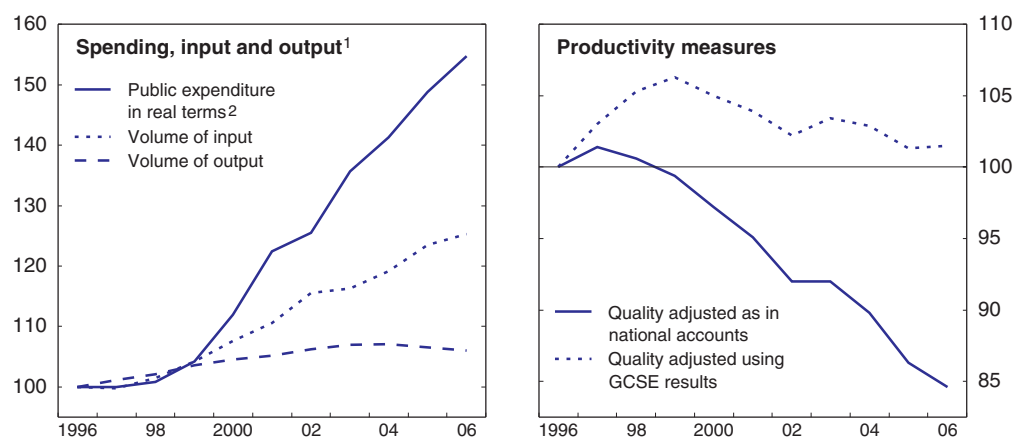 Spending, input and output1
Public expenditure
in real terms2
Volume of input
Volume of output
160
150
140
130
120
110
100
1996 98 2000 02 04 06
Productivity measures
Quality adjusted as in
national accounts
Quality adjusted using
GCSE results
110
105
100
95
90
85
1996 98 2000 02 04 06